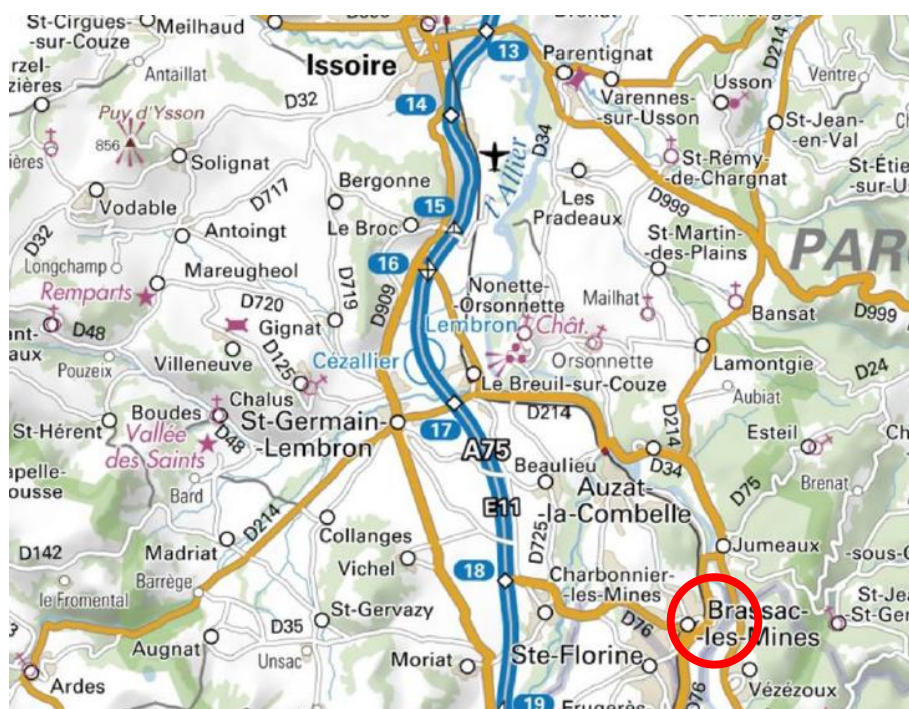 St-Cirgues-
-sur-Couze
Meilhaud
Issoire
13
Parentignat
D214
Usson
Ventre
Antaillat
D32
14
Varennes-
-sur-Usson
Puy d'Ysson
856
Solignat
D34
St-Jean-
-en-Val
St-Rémy-
-de-Chargnat
Bergonne
l'Allier
Les
Pradeaux
D999
Vodable
D717
15
Le Broc
St-Martin-
-des-Plains
D32
Antoingt
PAR
Longchamp
Mareugheol
16
Nonette-
-Orsonnette
Mailhat
Remparts
D720
D719
D909
Bansat
D999
D48
Gignat
Lembron
Chât.
Pouzeix
Villeneuve
D125
Cézallier
Orsonnette
Lamontgie
D24
Le Breuil-sur-Couze
Aubiat
Boudes
Chalus
St-Hérent
Vallée
des Saints
D48
St-Germain-
-Lembron
17
D214
D214
Esteil
A75
D34
Bard
Beaulieu
Auzat-
la-Combelle
D75
Brenat
E11
D214
Collanges
D725
D142
Madriat
Vichel
Jumeaux
-sous-
Barrège
18
Charbonnier-
-les-Mines
le Fromental
St-Gervazy
Brassac-
-les-Mines
St-Je
St-Ger
D35
D76
Augnat
Unsac
Ste-Florine
Moriat
Ardes
D76
Vézézoux
19
Frugerès-